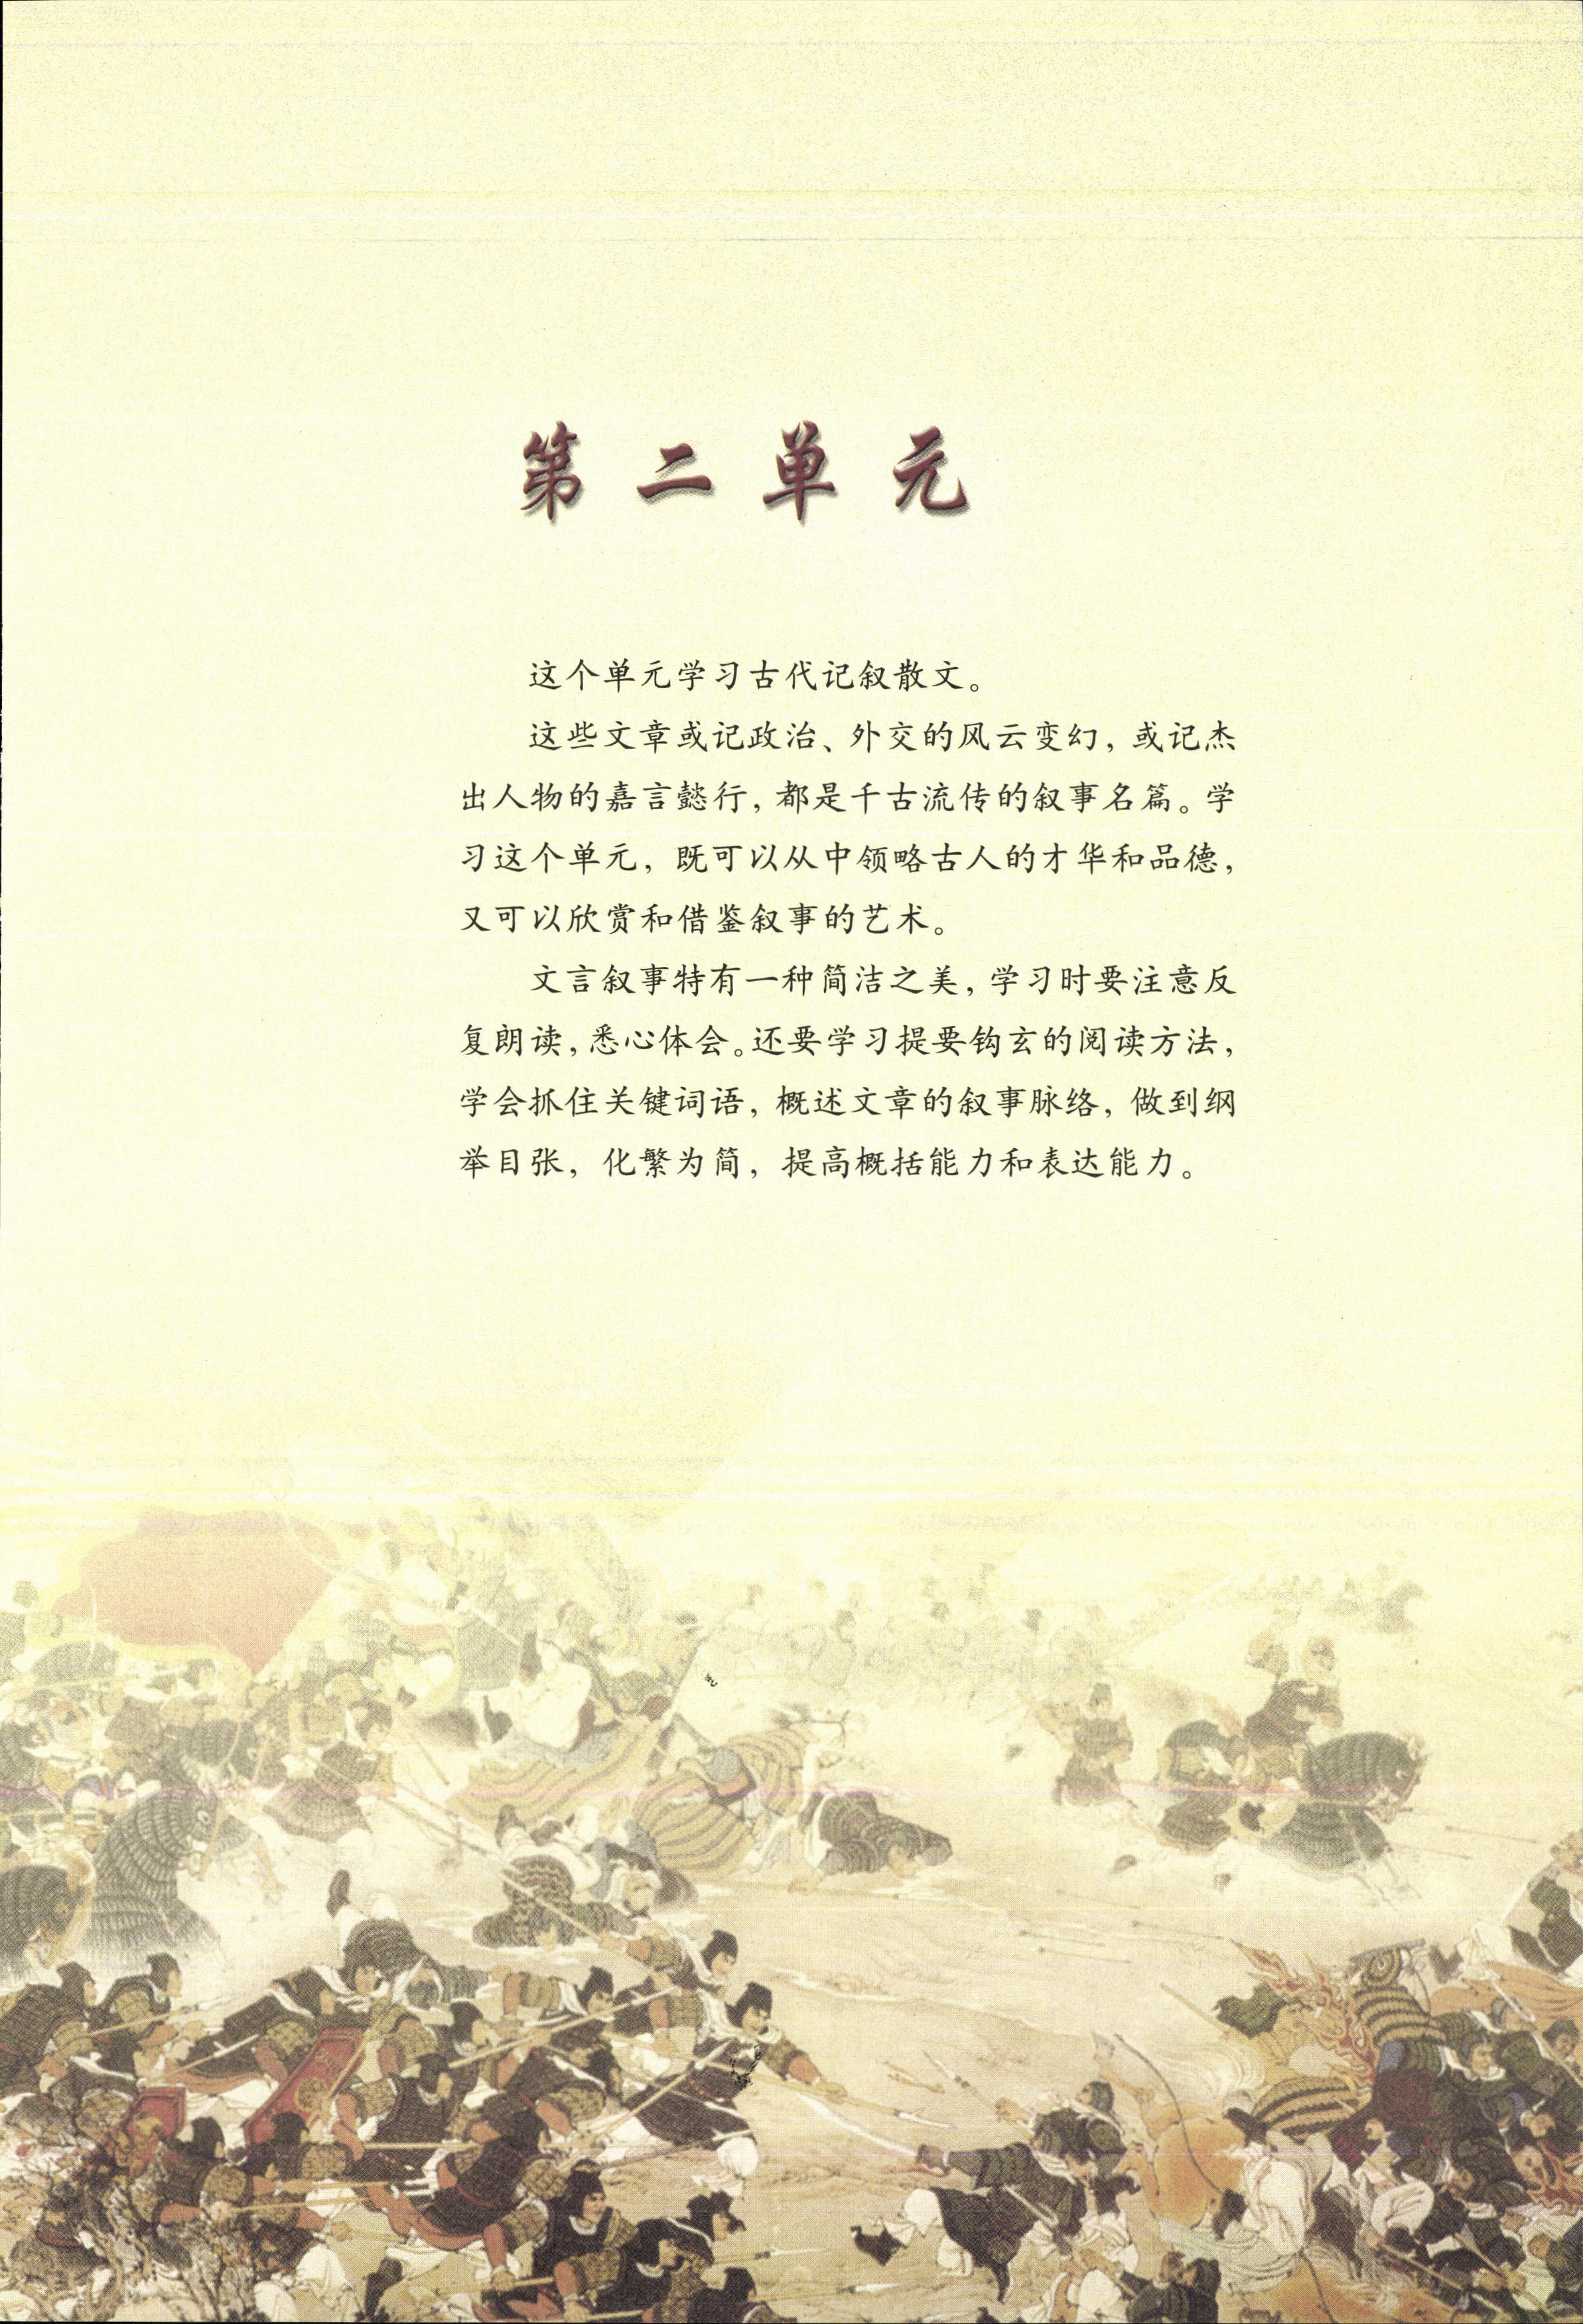 第二单元
这个单元学习古代记叙散文。
这些文章或记政治、外交的风云变幻，或记杰
出人物的嘉言懿行，都是千古流传的叙事名篇。学
习这个单元，既可以从中领略古人的才华和品德，
又可以欣赏和借鉴叙事的艺术。
文言叙事特有一种简洁之美，学习时要注意反
复朗读，悉心体会。还要学习提要钩玄的阅读方法，
学会抓住关键词语，概述文章的叙事脉络，做到纲
举目张，化繁为简，提高概括能力和表达能力。